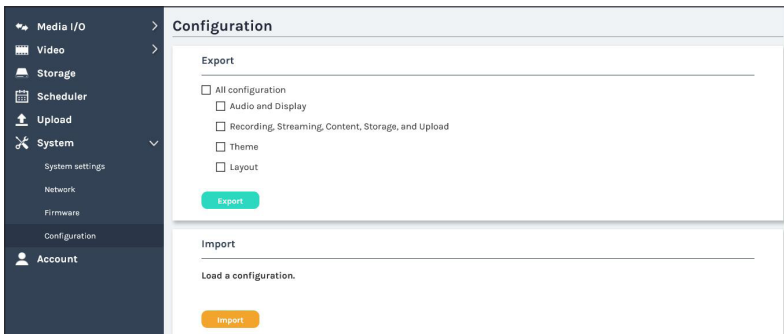 Media I/O
Video
Storage
Scheduler
Upload
System
System settings
Network
Firmware
Configuration
Account
Configuration
Export
All configuration
Audio and Display
Recording, Streaming, Content, Storage, and Upload
Theme
Layout
Export
Import
Load a configuration.
Import